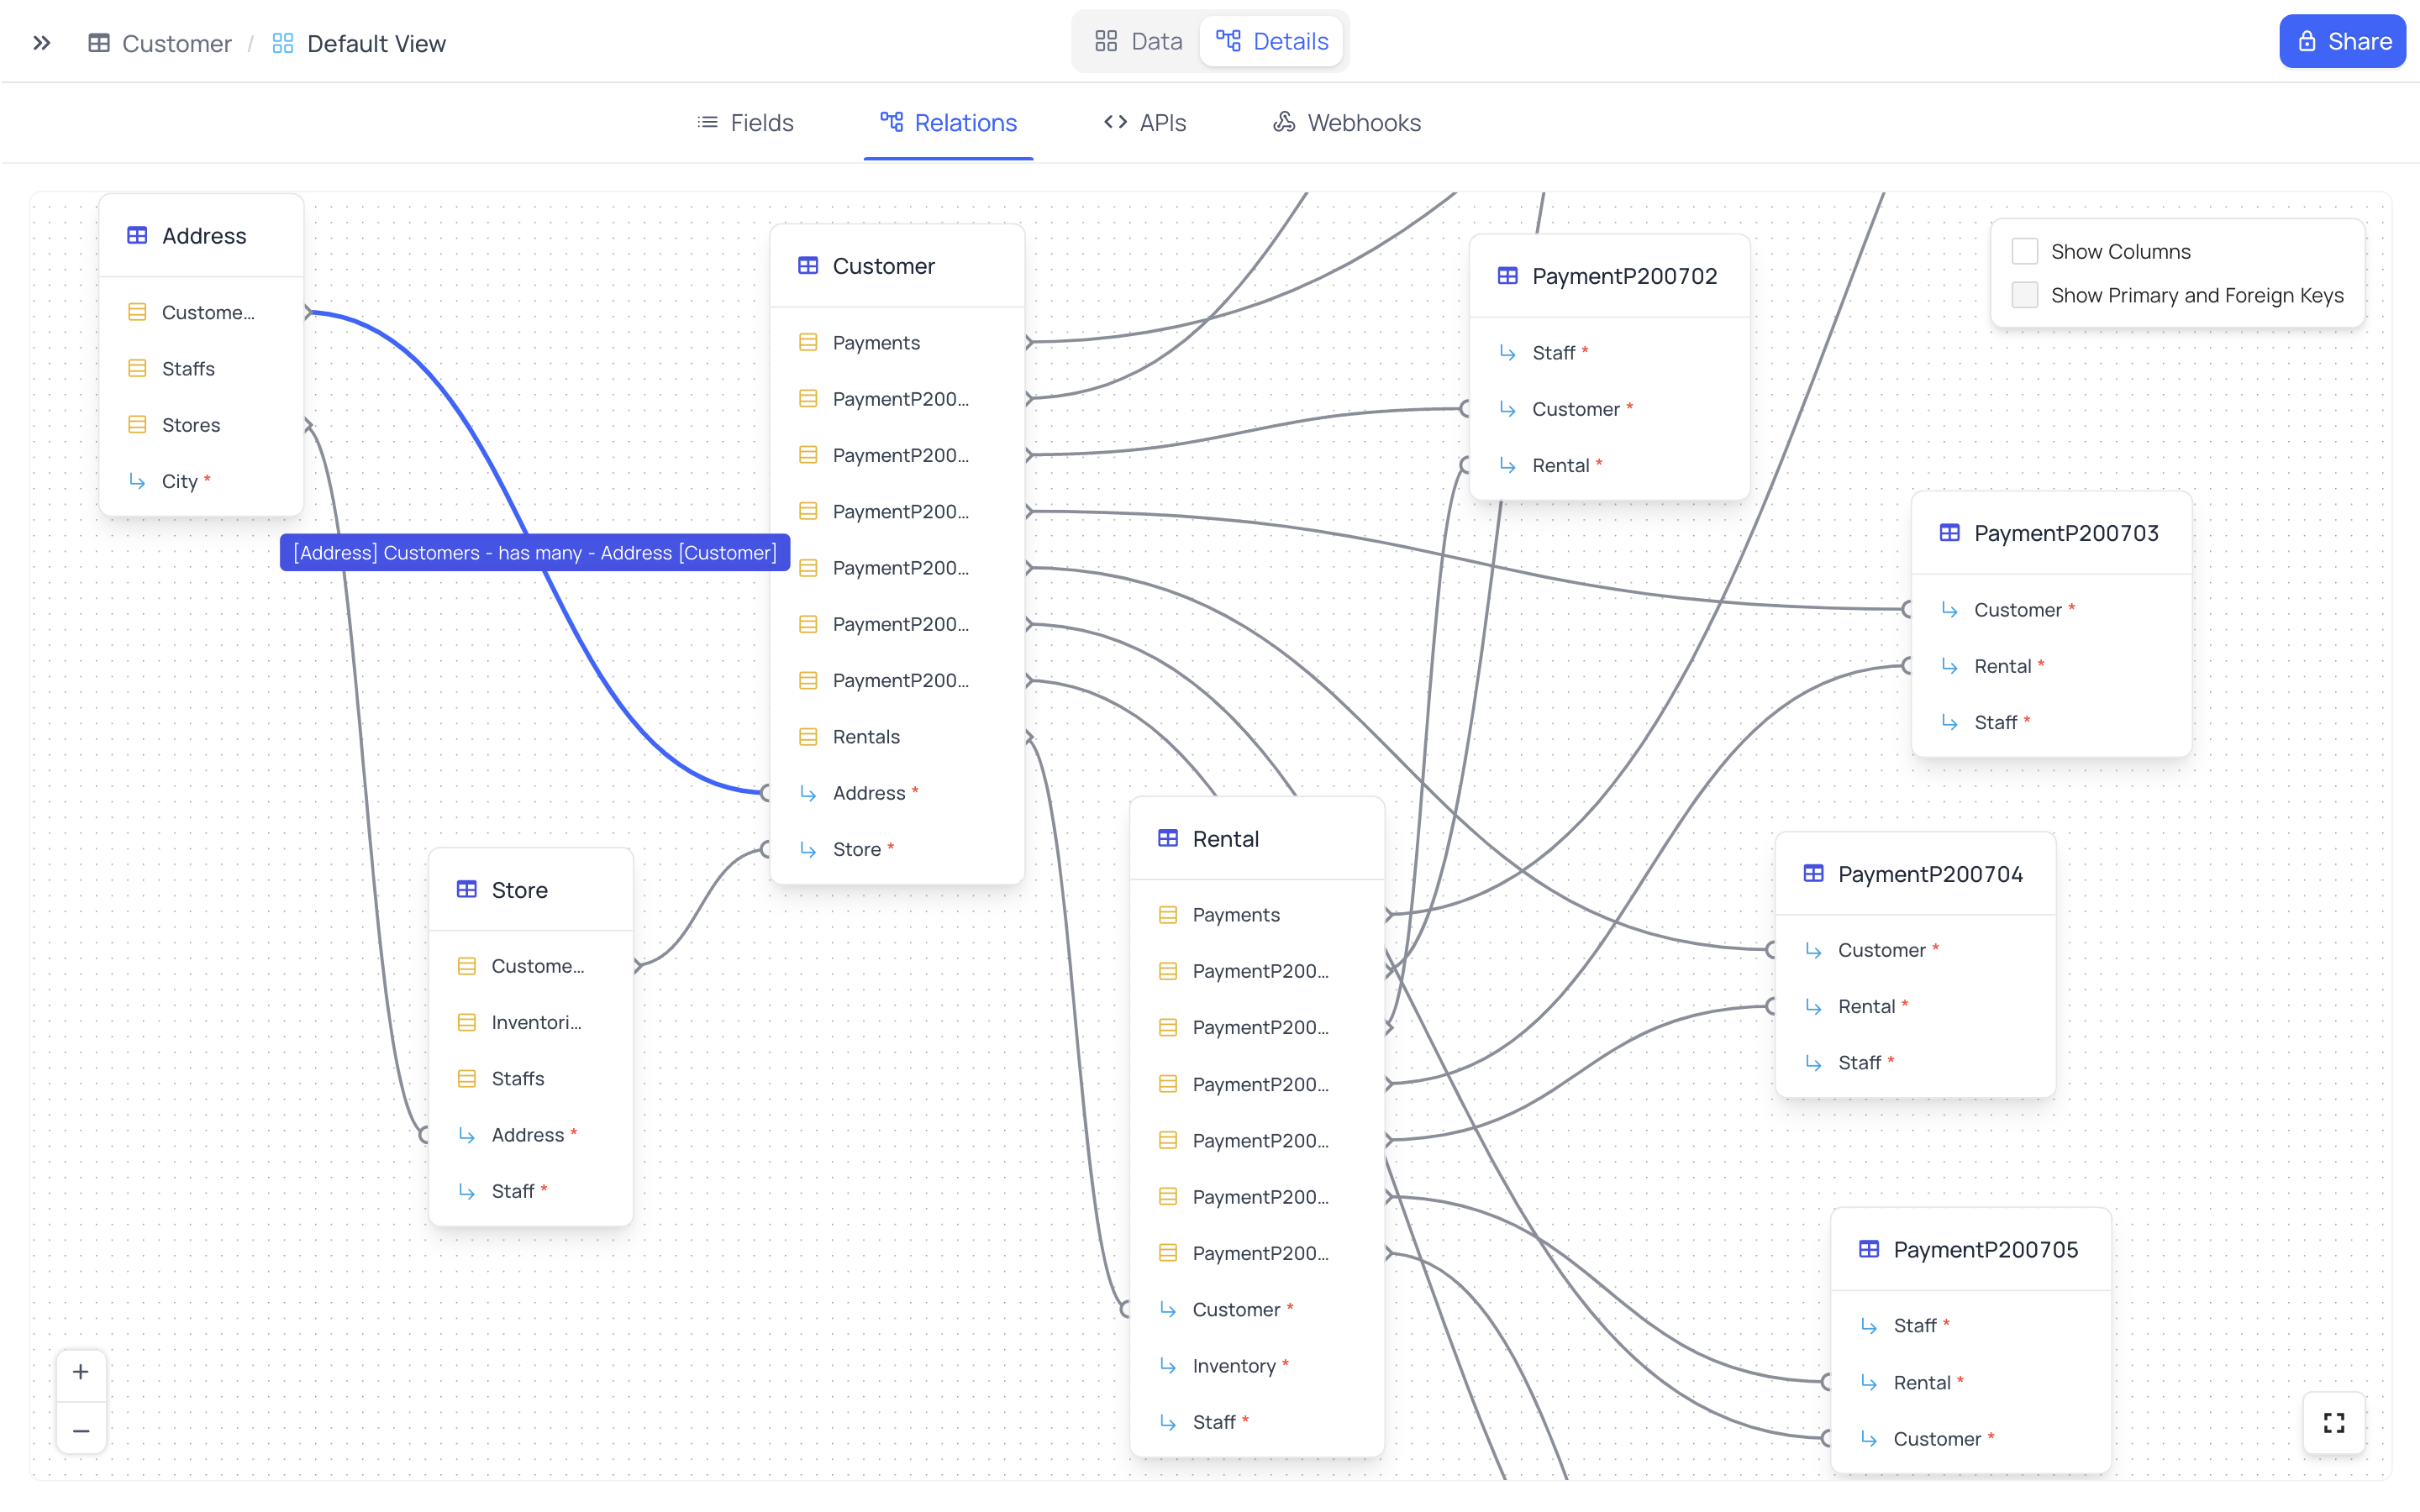 Customer / Default View
Data
Details
Share
Fields
Relations
APIs
Webhooks
Address
Custome...
Staffs
Stores
City *
[Address] Customers - has many - Address [Customer]
Customer
Payments
PaymentP200...
PaymentP200...
PaymentP200...
PaymentP200...
PaymentP200...
PaymentP200...
Rentals
Address *
Store *
Store
Custome...
Inventori...
Staffs
Address *
Staff *
Rental
Payments
PaymentP200...
PaymentP200...
PaymentP200...
PaymentP200...
PaymentP200...
PaymentP200...
Customer *
Inventory *
Staff *
PaymentP200702
Staff *
Customer *
Rental *
Show Columns
Show Primary and Foreign Keys
PaymentP200703
Customer *
Rental *
Staff *
PaymentP200704
Customer *
Rental *
Staff *
PaymentP200705
Staff *
Rental *
Customer *